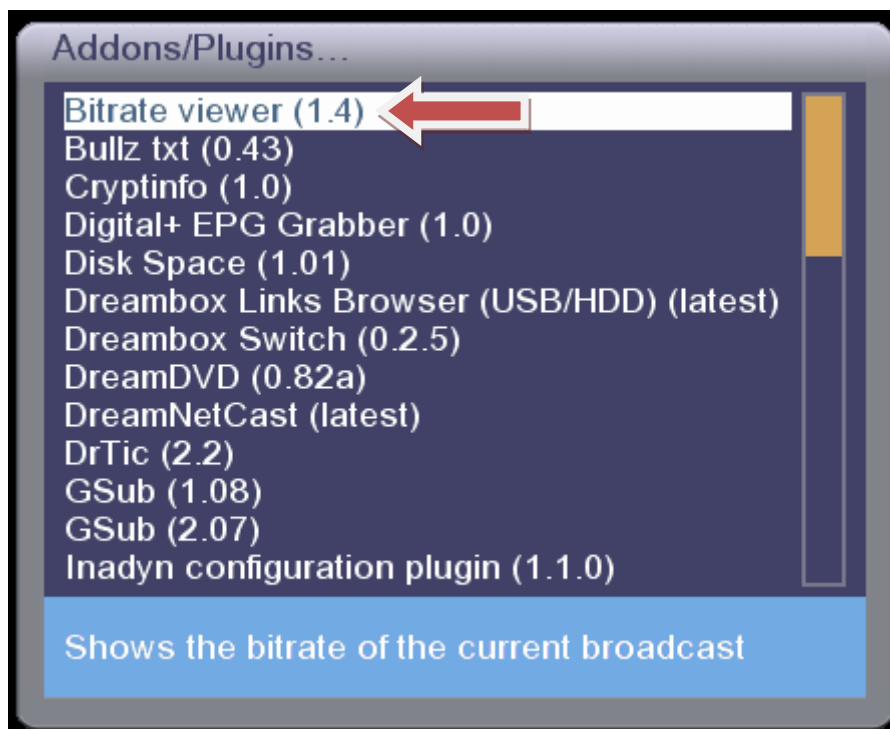 Addons/Plugins...
Bitrate viewer (1.4)
Bullz txt (0.43)
Cryptinfo (1.0)
Digital+ EPG Grabber (1.0)
Disk Space (1.01)
Dreambox Links Browser (USB/HDD) (latest)
Dreambox Switch (0.2.5)
DreamDVD (0.82a)
DreamNetCast (latest)
DrTic (2.2)
GSub (1.08)
GSub (2.07)
Inadyn configuration plugin (1.1.0)
Shows the bitrate of the current broadcast